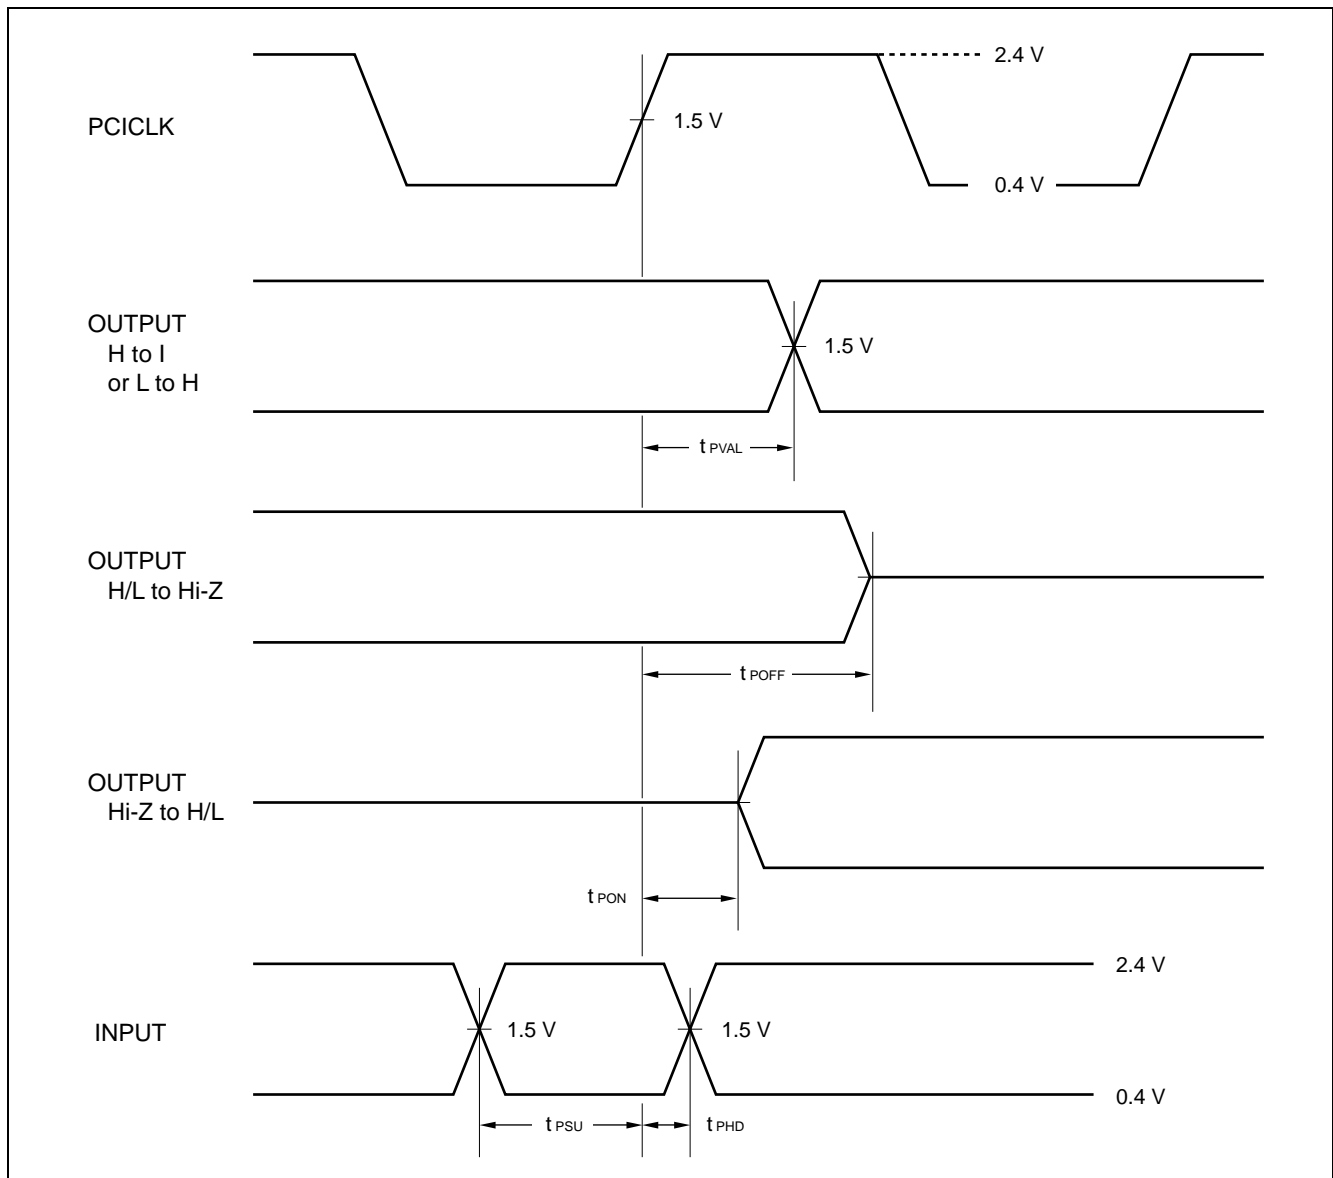 2.4 V
PCICLK
1.5 V
0.4 V
OUTPUT
H to I
or L to H
1.5 V
t PVAL
OUTPUT
H/L to Hi-Z
t POFF
OUTPUT
Hi-Z to H/L
t PON
2.4 V
INPUT
1.5 V
1.5 V
0.4 V
t PSU
t PHD